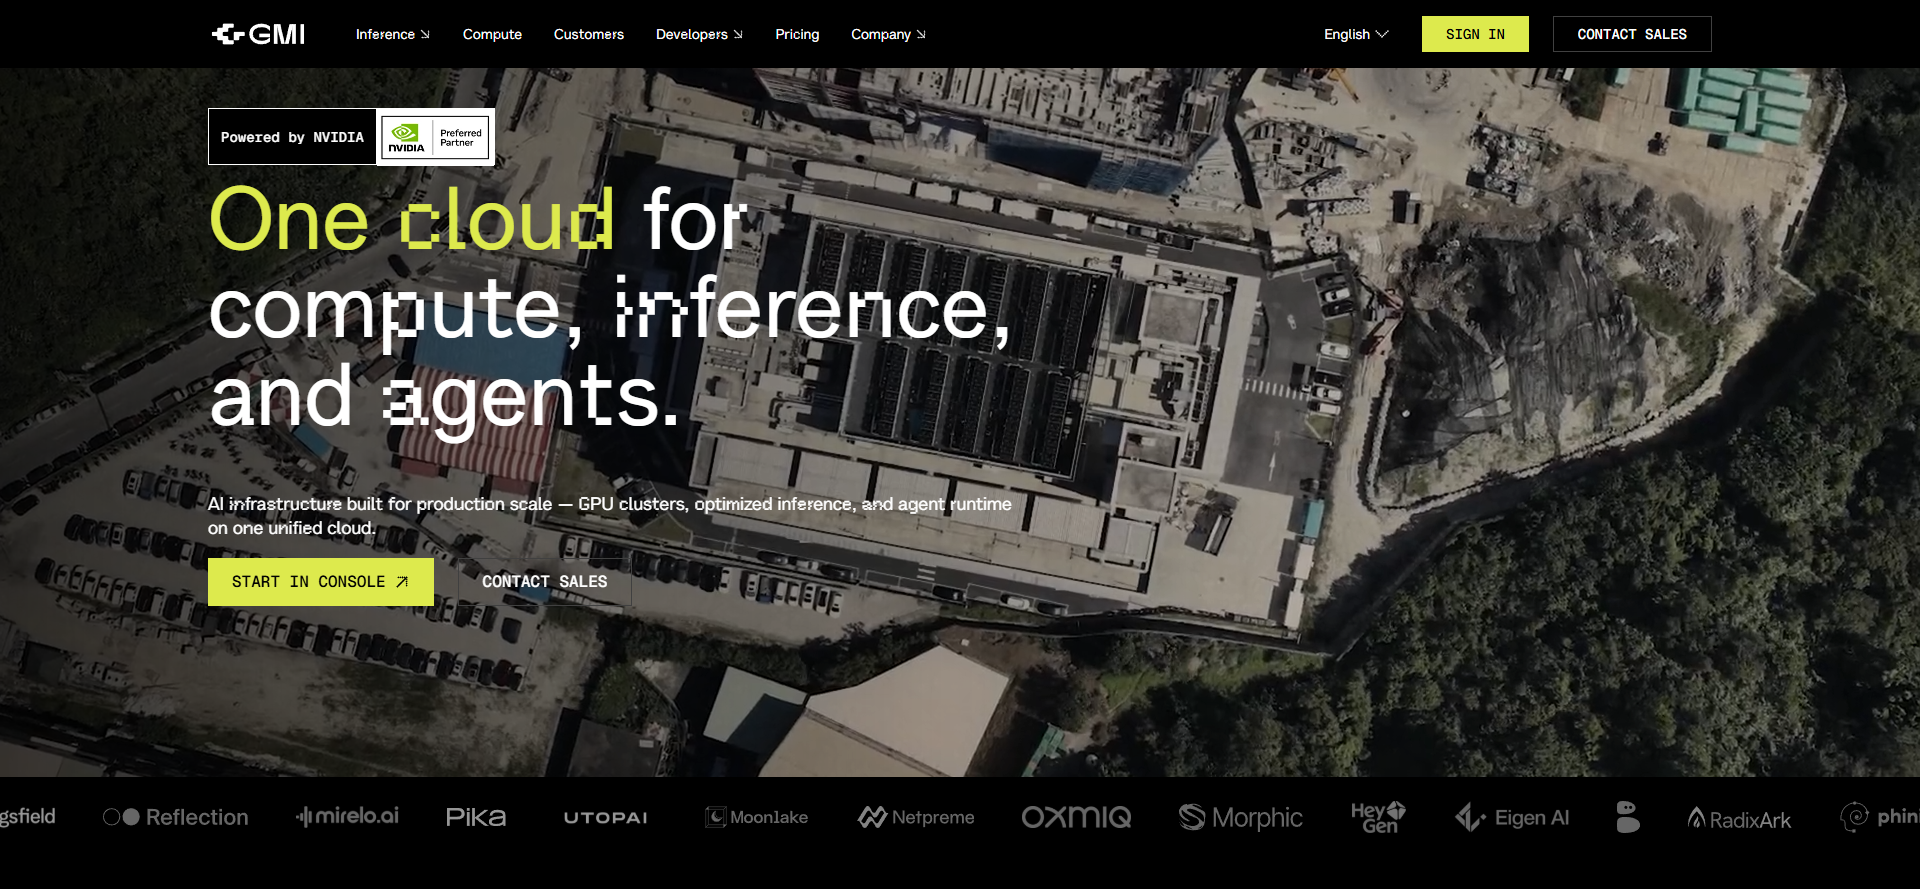 GMI
Inference
Compute
Customers
Developers
Pricing
Company
English
SIGN IN
CONTACT SALES
Powered by NVIDIA
NVIDIA
Preferred
Partner
One cloud for
compute, inference,
and agents.
AI infrastructure built for production scale — GPU clusters, optimized inference, and agent runtime
on one unified cloud.
START IN CONSOLE
CONTACT SALES
gsfield
Reflection
mirelo.ai
Pika
UTOPAI
Moonlake
Netpreme
OXMIQ
Morphic
HeyGen
Eigen AI
RadixArk
phin